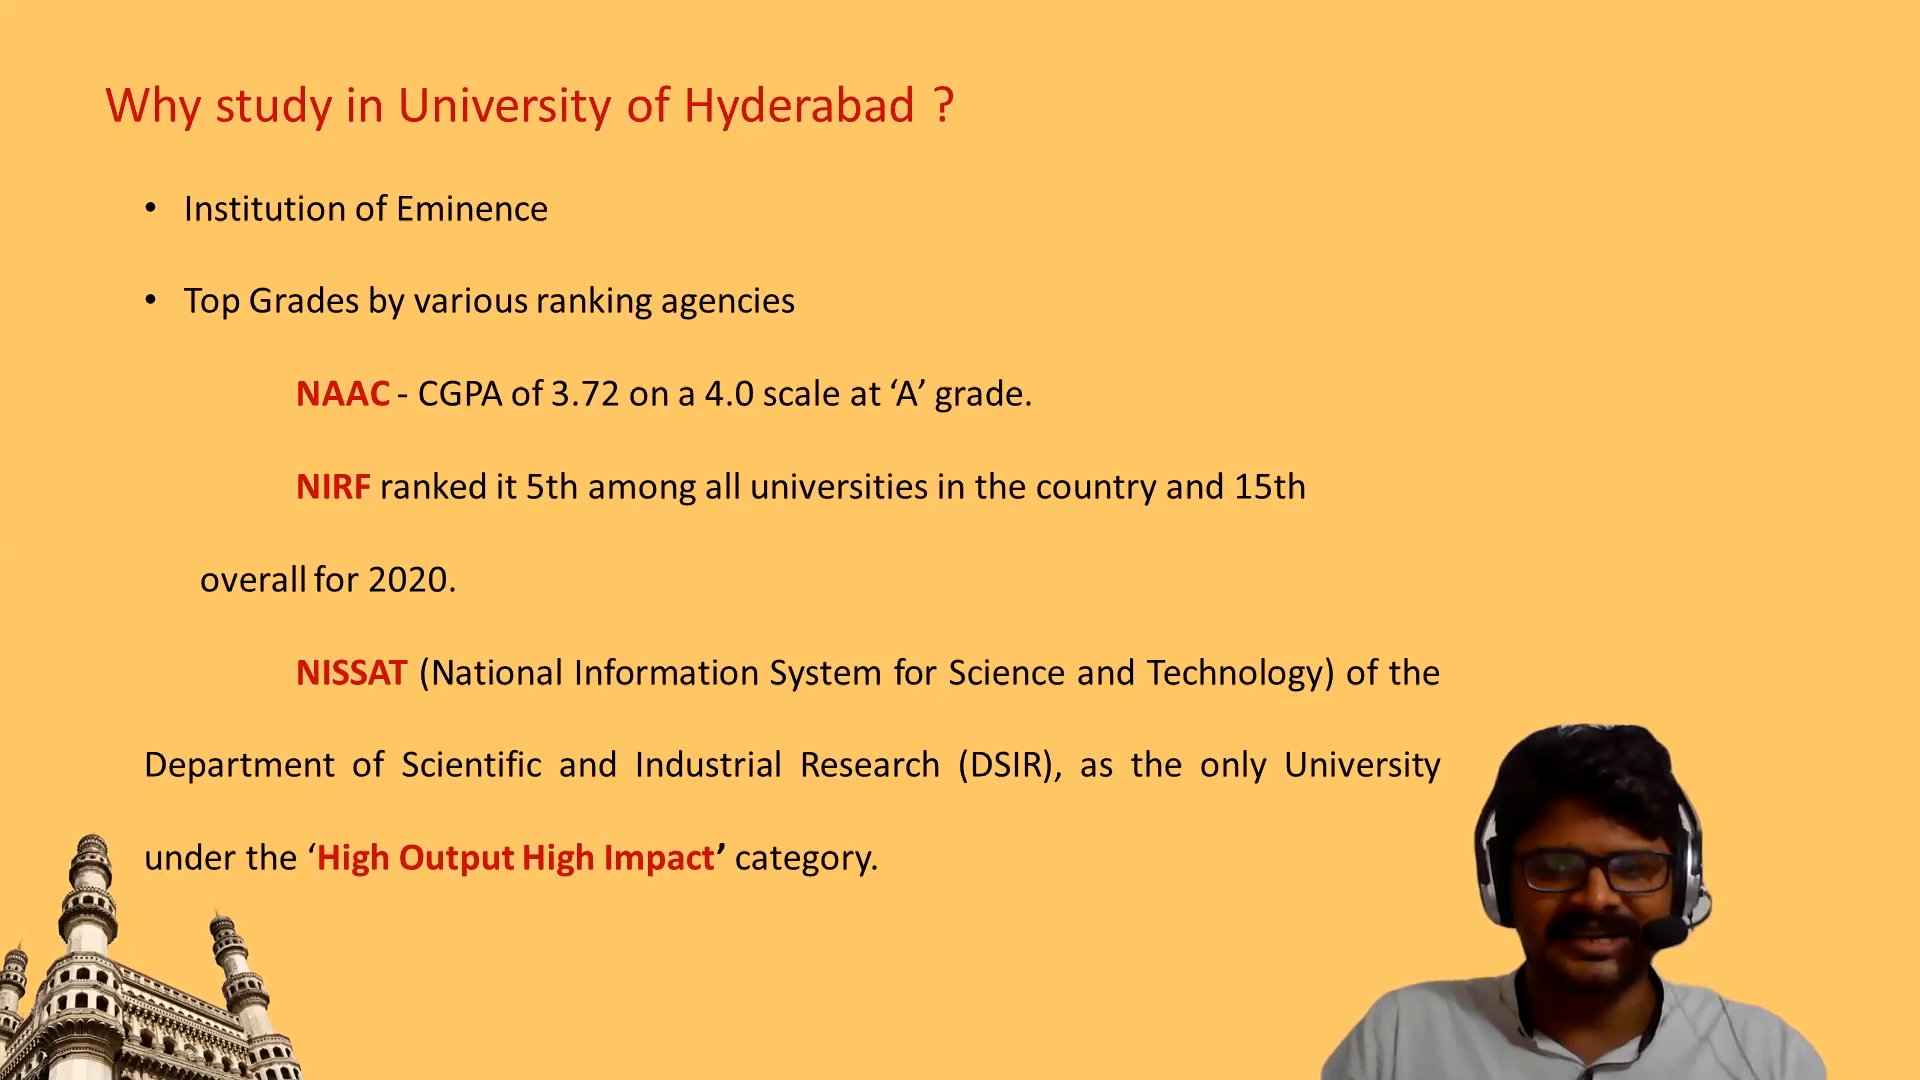 Why study in University of Hyderabad ?
• Institution of Eminence
• Top Grades by various ranking agencies
NAAC - CGPA of 3.72 on a 4.0 scale at ‘A’ grade.
NIRF ranked it 5th among all universities in the country and 15th
overall for 2020.
NISSAT (National Information System for Science and Technology) of the
Department of Scientific and Industrial Research (DSIR), as the only University
under the ‘High Output High Impact’ category.